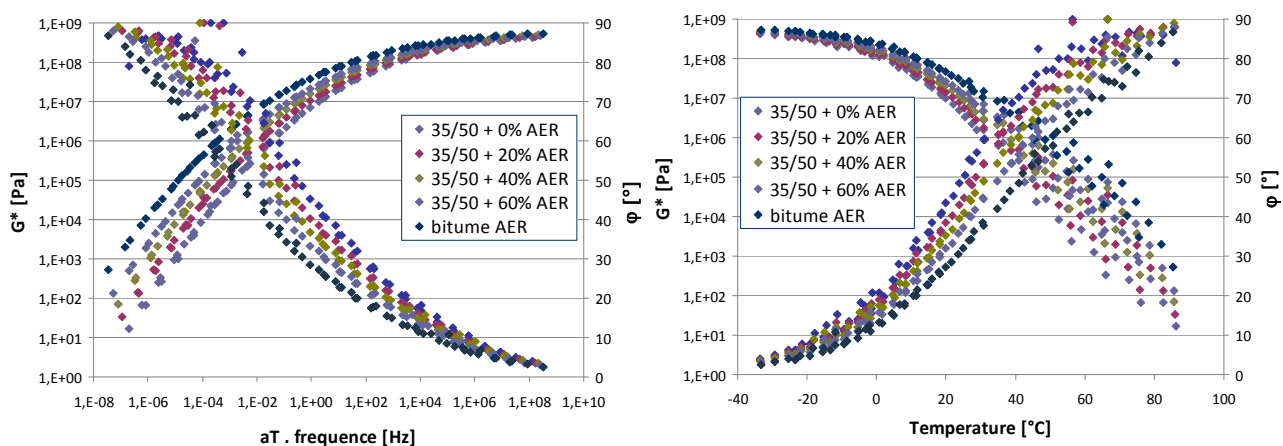 1,E+09
1,E+08
1,E+07
1,E+06
1,E+05
1,E+04
1,E+03
1,E+02
1,E+01
1,E+00
G* [Pa]
1,E-08
1,E-06
1,E-04
1,E-02
1,E+00
1,E+02
1,E+04
1,E+06
1,E+08
1,E+10
aT . frequence [Hz]
90
80
70
60
50
40
30
20
10
0
φ [°]
35/50 + 0% AER
35/50 + 20% AER
35/50 + 40% AER
35/50 + 60% AER
bitume AER
1,E+09
1,E+08
1,E+07
1,E+06
1,E+05
1,E+04
1,E+03
1,E+02
1,E+01
1,E+00
G* [Pa]
-40
-20
0
20
40
60
80
100
Temperature [°C]
90
80
70
60
50
40
30
20
10
0
φ [°]
35/50 + 0% AER
35/50 + 20% AER
35/50 + 40% AER
35/50 + 60% AER
bitume AER